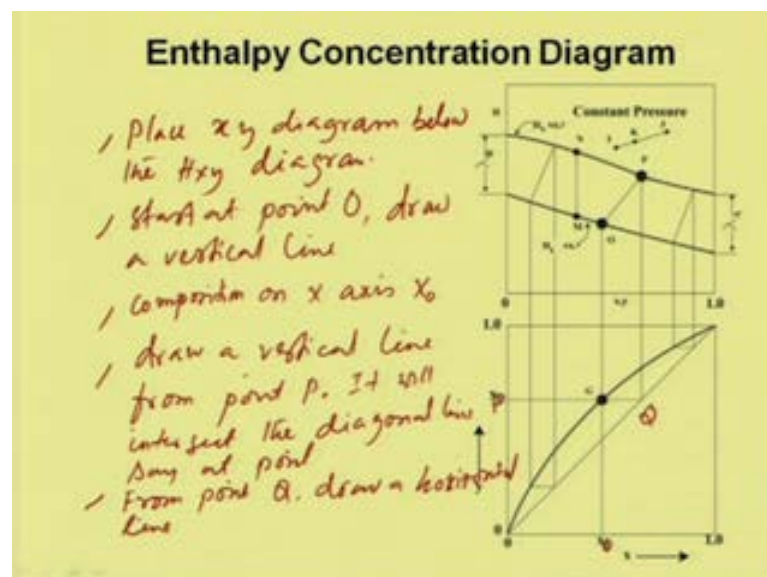 Enthalpy Concentration Diagram
Place xy diagram below
the Hxy diagram.
Start at point O, draw
a vertical line
composition on x axis x₀
draw a vertical line
from point P. It will
intersect the diagonal line
say at point
From point Q, draw a horizontal
line
Constant Pressure
H
P
M
O
0
x,y
1.0
1.0
G
Q
0
0
X
1.0